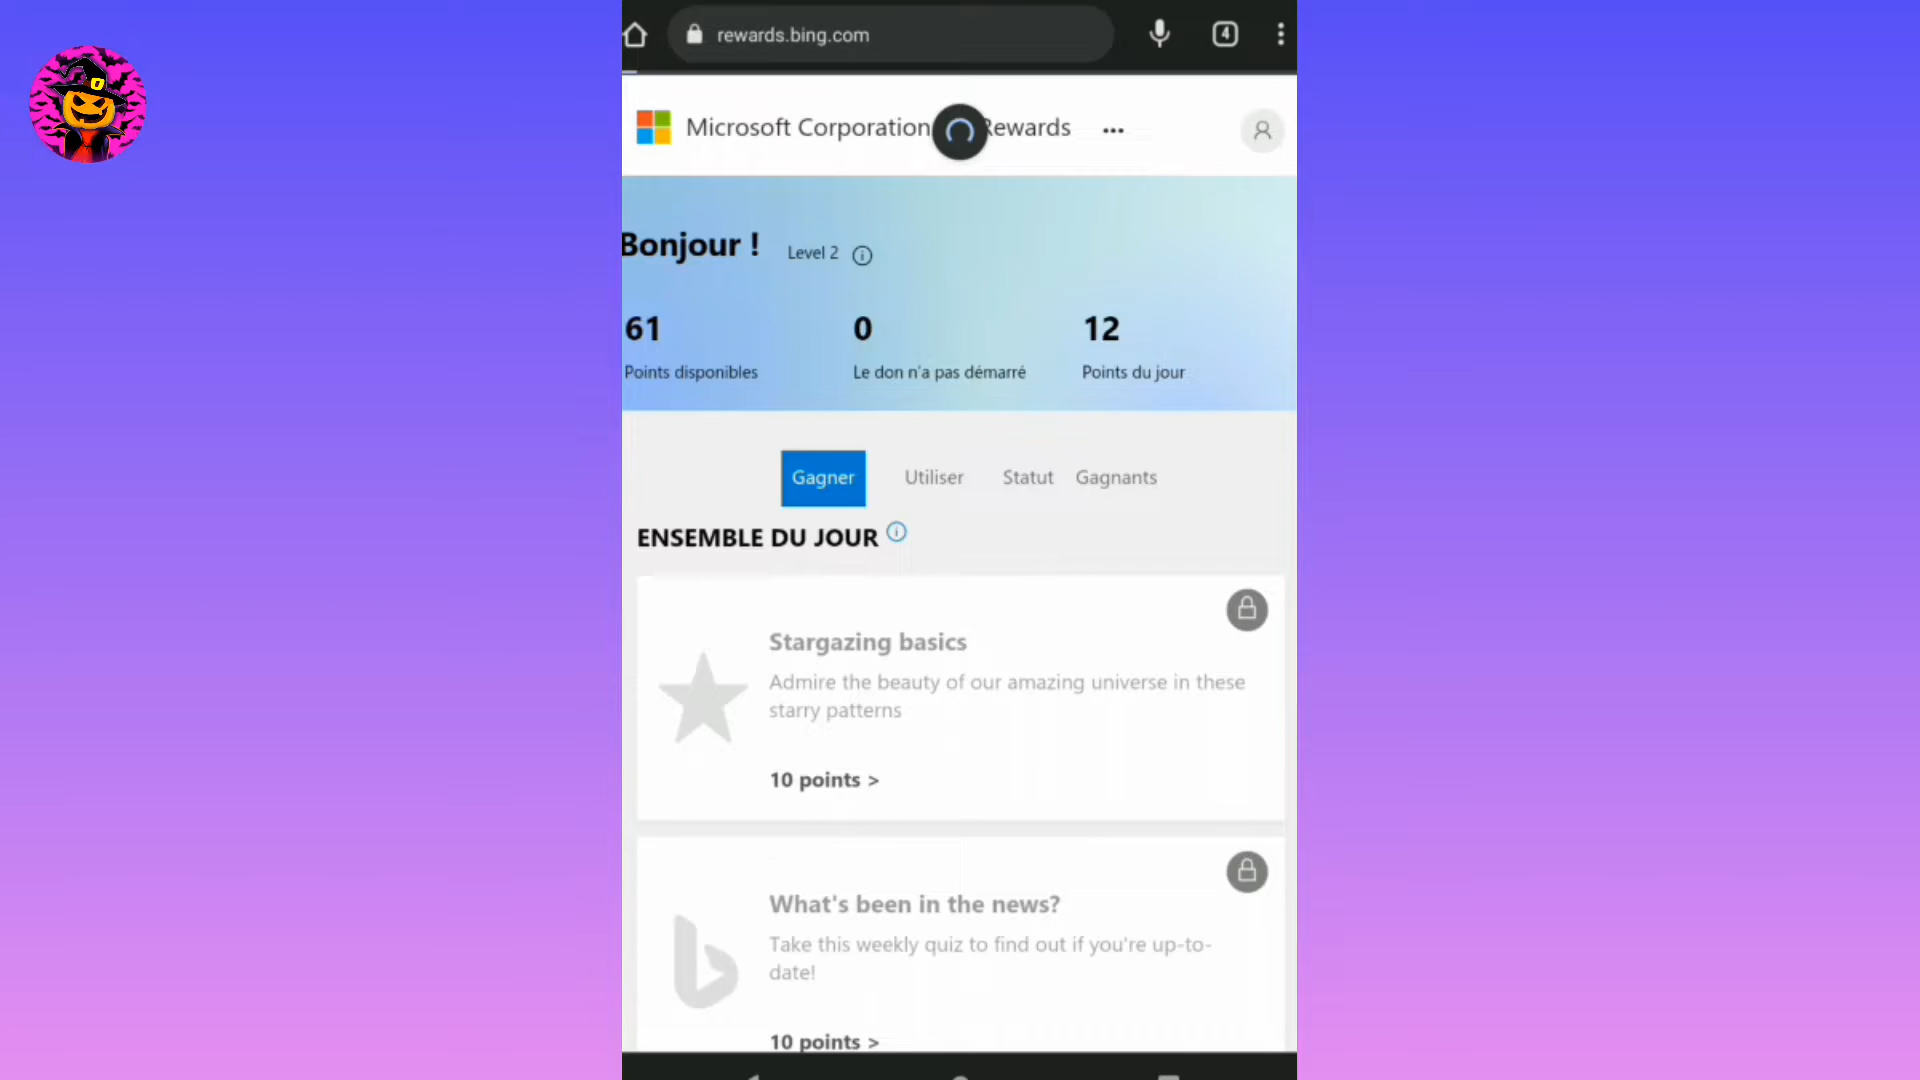 rewards.bing.com
4
Microsoft Corporation Rewards
Bonjour !
Level 2
61
0
12
Points disponibles
Le don n'a pas démarré
Points du jour
Gagner
Utiliser
Statut
Gagnants
ENSEMBLE DU JOUR
Stargazing basics
Admire the beauty of our amazing universe in these
starry patterns
10 points >
What's been in the news?
Take this weekly quiz to find out if you're up-to-
date!
10 points >